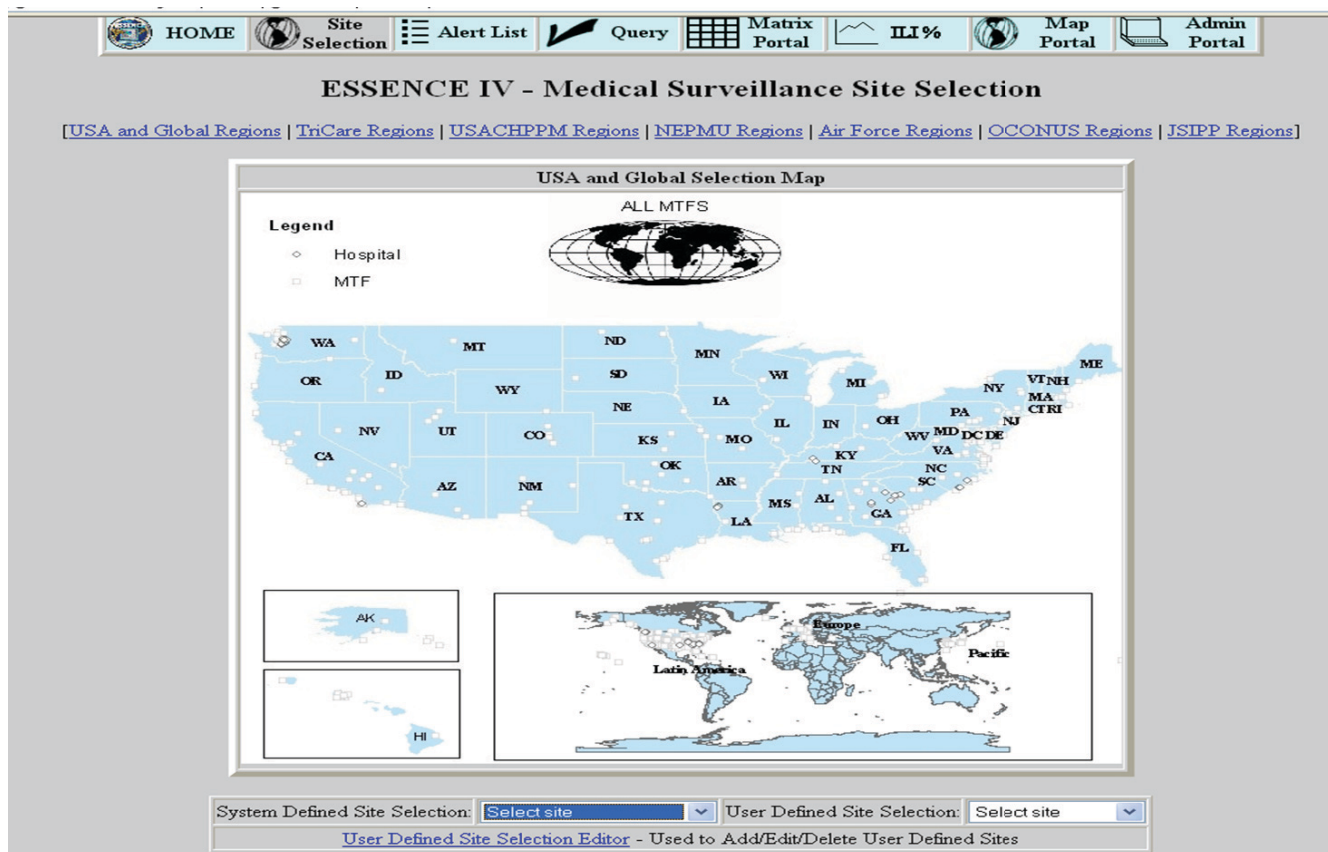 HOME Site Selection Alert List Query Matrix Portal ILI% Map Portal Admin Portal
ESSENCE IV - Medical Surveillance Site Selection
[USA and Global Regions | TriCare Regions | USACHPPM Regions | NEPMU Regions | Air Force Regions | OCONUS Regions | JSIPP Regions]
USA and Global Selection Map
ALL MTFS
Legend
Hospital
MTF
WA MT ND MN ME
OR ID WY SD WI MI NY VT NH
MA
CT RI
NV UT CO NE IA IL IN OH PA NJ
WV MD DC DE
CA KS MO KY VA
AZ NM OK AR TN NC
SC
TX LA MS AL GA
FL
AK
HI
Europe
Pacific
Latin America
System Defined Site Selection: Select site User Defined Site Selection: Select site
User Defined Site Selection Editor - Used to Add/Edit/Delete User Defined Sites